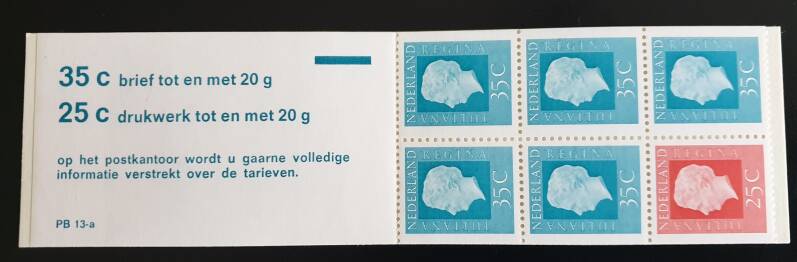 35 c brief tot en met 20 g
25 c drukwerk tot en met 20 g
op het postkantoor wordt u gaarne volledige
informatie verstrekt over de tarieven.
PB 13-a
NEDERLAND JULIANA REGINA 35C
NEDERLAND JULIANA REGINA 35C
NEDERLAND JULIANA REGINA 35C
NEDERLAND JULIANA REGINA 35C
NEDERLAND JULIANA REGINA 35C
NEDERLAND JULIANA REGINA 25C